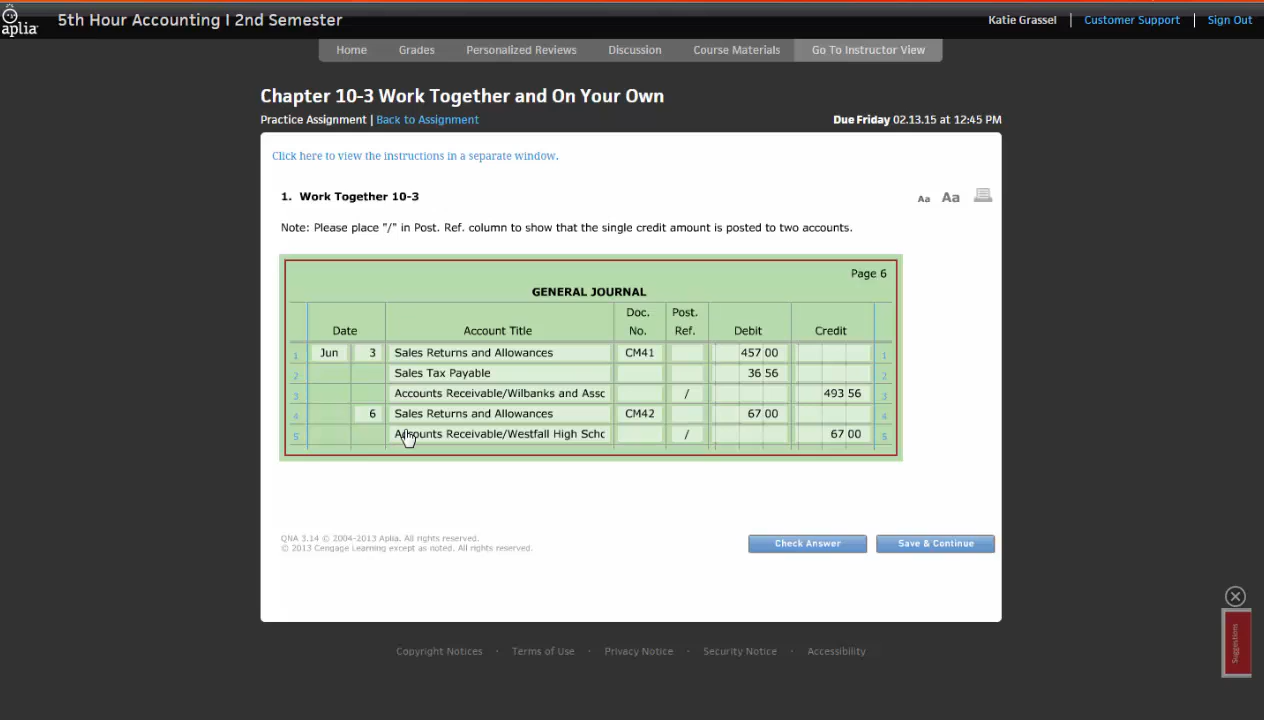 aplia
5th Hour Accounting I 2nd Semester
Katie Grassel | Customer Support | Sign Out
Home Grades Personalized Reviews Discussion Course Materials Go To Instructor View
Chapter 10-3 Work Together and On Your Own
Practice Assignment | Back to Assignment Due Friday 02.13.15 at 12:45 PM
Click here to view the instructions in a separate window.
1. Work Together 10-3 Aa Aa
Note: Please place "/" in Post. Ref. column to show that the single credit amount is posted to two accounts.
Page 6
GENERAL JOURNAL
Date Account Title Doc. No. Post. Ref. Debit Credit
1 Jun 3 Sales Returns and Allowances CM41 457 00 1
2 Sales Tax Payable 36 56 2
3 Accounts Receivable/Wilbanks and Assc / 493 56 3
4 6 Sales Returns and Allowances CM42 67 00 4
5 Accounts Receivable/Westfall High Schc / 67 00 5
QNA 3.14 © 2004-2013 Aplia. All rights reserved.
© 2013 Cengage Learning except as noted. All rights reserved.
Check Answer Save & Continue
Suggestions
Copyright Notices · Terms of Use · Privacy Notice · Security Notice · Accessibility